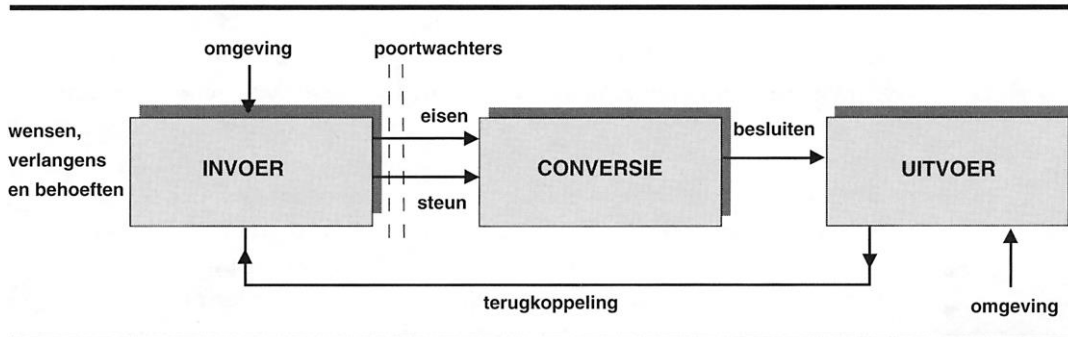 omgeving
poortwachters
wensen,
verlangens
en behoeften
INVOER
eisen
steun
CONVERSIE
besluiten
UITVOER
terugkoppeling
omgeving